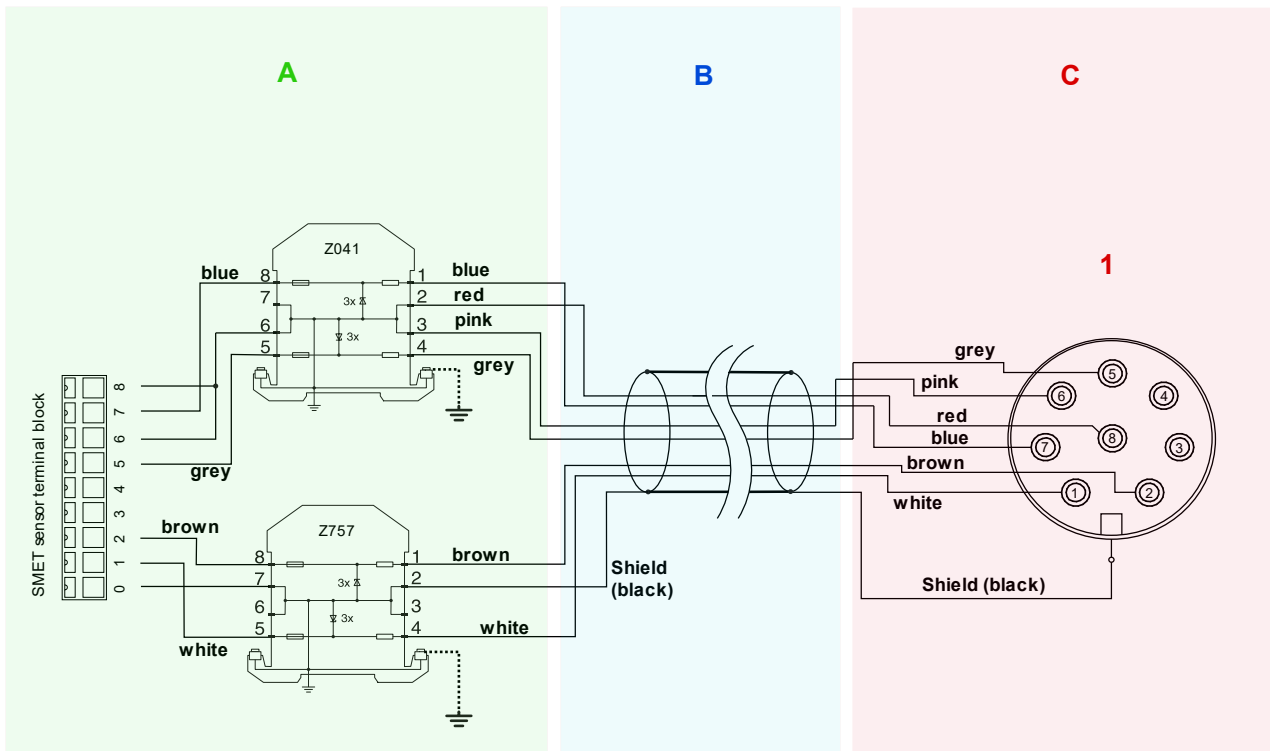 A
B
C
Z041
blue
8
1
blue
7
2
red
3x
6
3
pink
3x
5
4
grey
1
grey
5
pink
6
4
red
8
blue
7
3
brown
white
1
2
Shield (black)
SMET sensor terminal block
8
7
6
5
4
3
2
1
0
grey
brown
white
Z757
8
1
brown
7
2
3x
6
3
3x
5
4
white
Shield
(black)